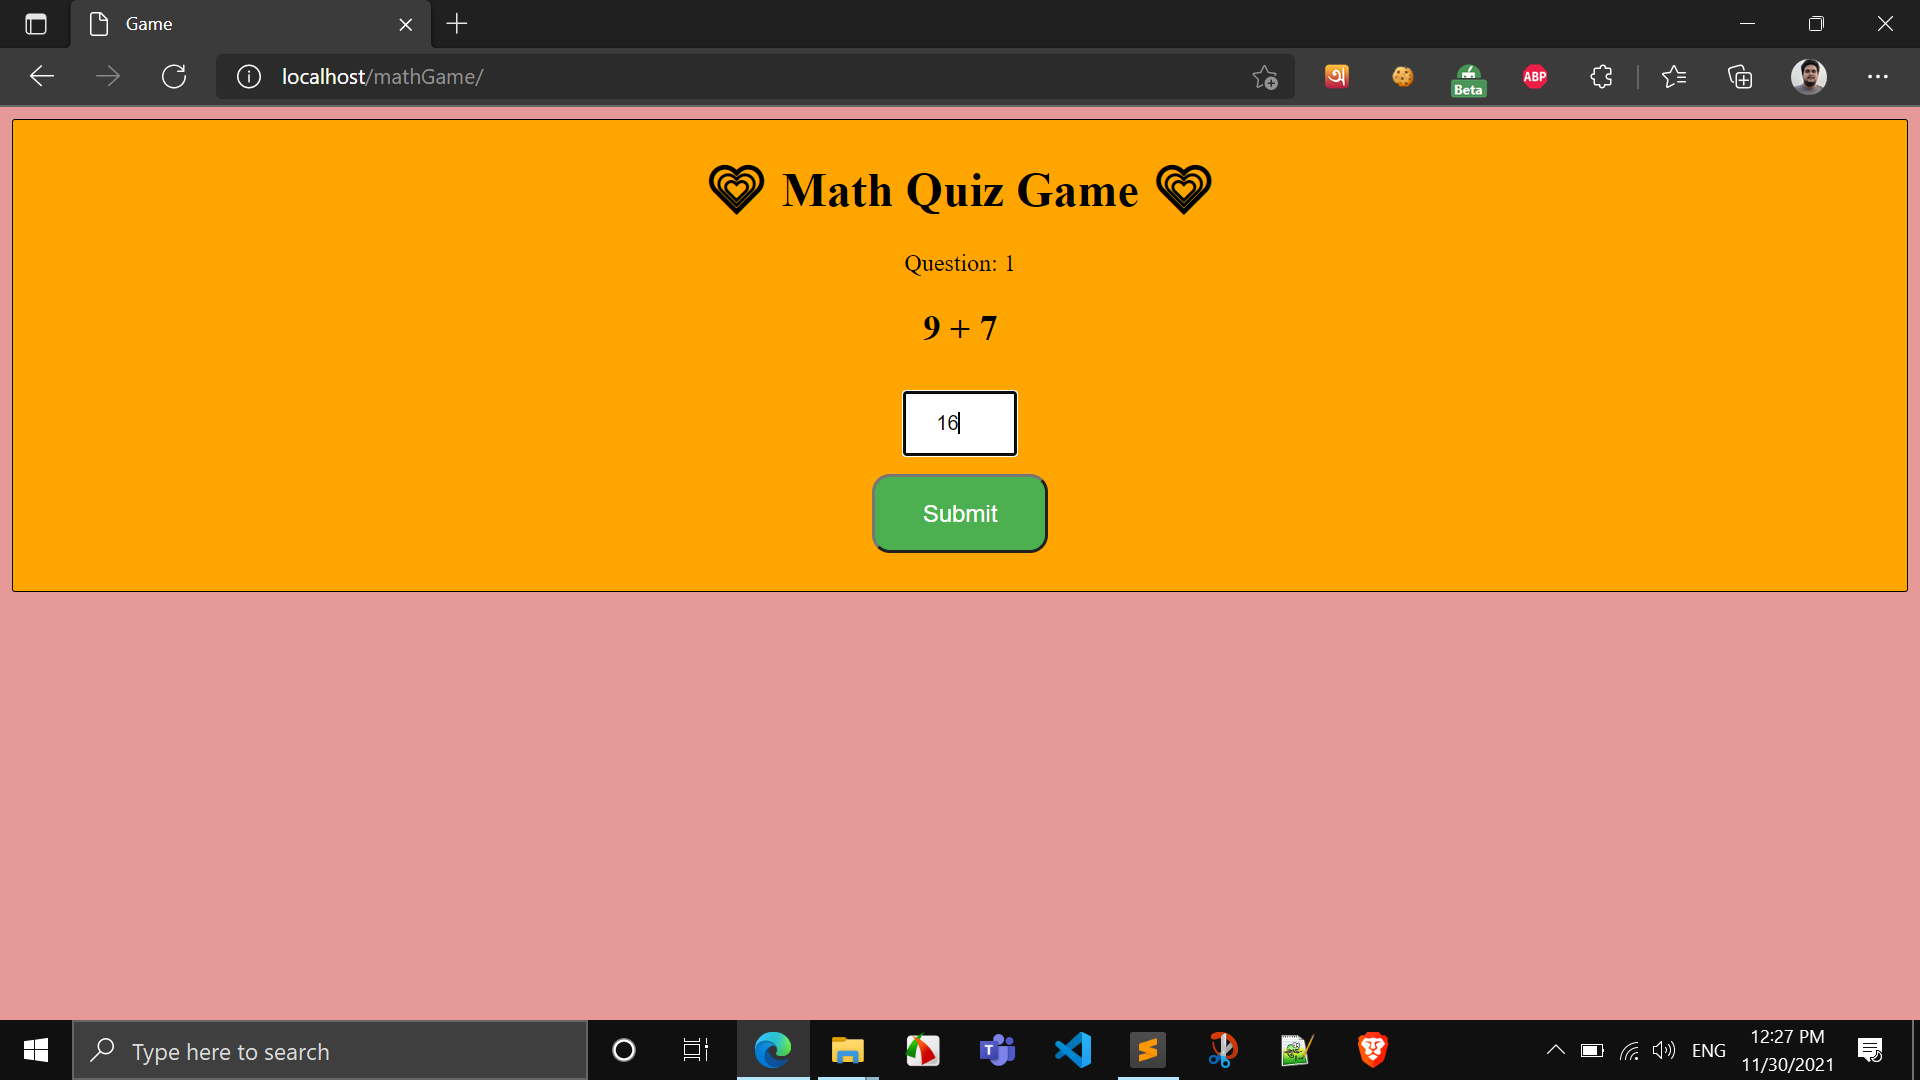 Game
localhost/mathGame/
অ
Beta
ABP
💗 Math Quiz Game 💗
Question: 1
9 + 7
16
Submit
Type here to search
T
ENG
12:27 PM
11/30/2021